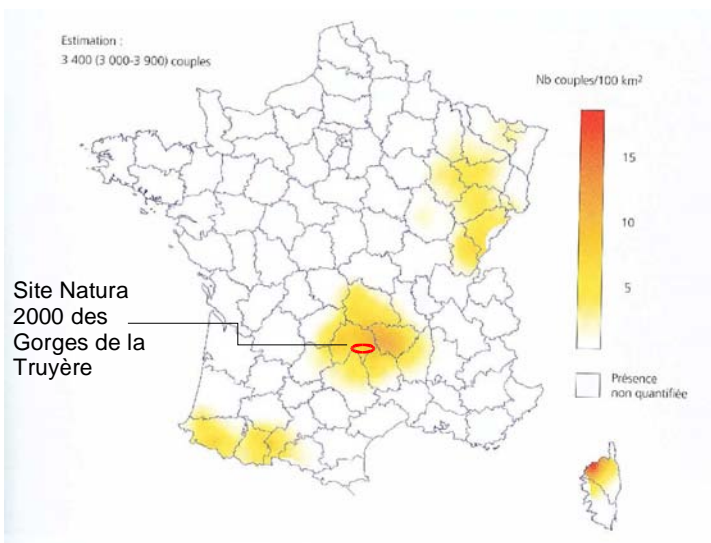 Estimation :
3 400 (3 000-3 900) couples
Nb couples/100 km²
15
10
5
Site Natura
2000 des
Gorges de la
Truyère
Présence
non quantifiée